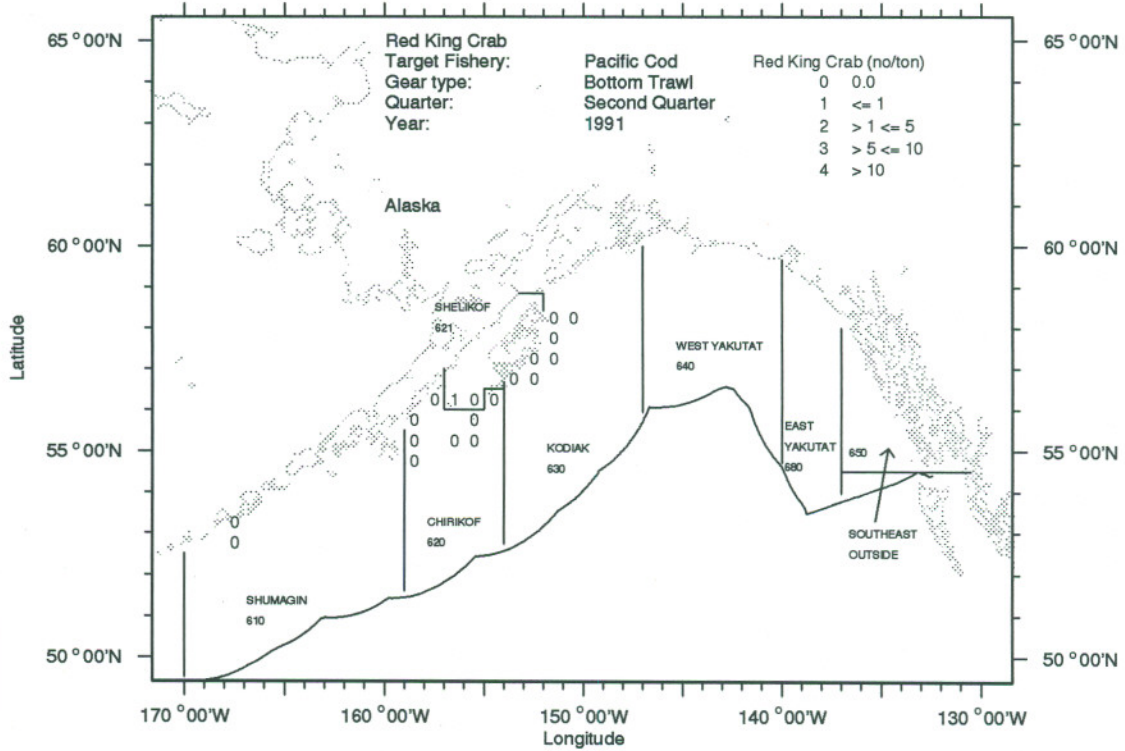 65 °00'N
65 °00'N
Red King Crab
Target Fishery: Pacific Cod
Gear type: Bottom Trawl
Quarter: Second Quarter
Year: 1991
Red King Crab (no/ton)
0 0.0
1 <= 1
2 > 1 <= 5
3 > 5 <= 10
4 > 10
Alaska
60 °00'N
60 °00'N
Latitude
SHELIKOF
621
0 0
0
0 0
0 0
WEST YAKUTAT
640
0 1 0 0
0 0
0 0 0
0
55 °00'N
55 °00'N
KODIAK
630
EAST
YAKUTAT
680
650
0
0
CHIRIKOF
620
SOUTHEAST
OUTSIDE
SHUMAGIN
610
50 °00'N
50 °00'N
170 °00'W 160 °00'W 150 °00'W 140 °00'W 130 °00'W
Longitude